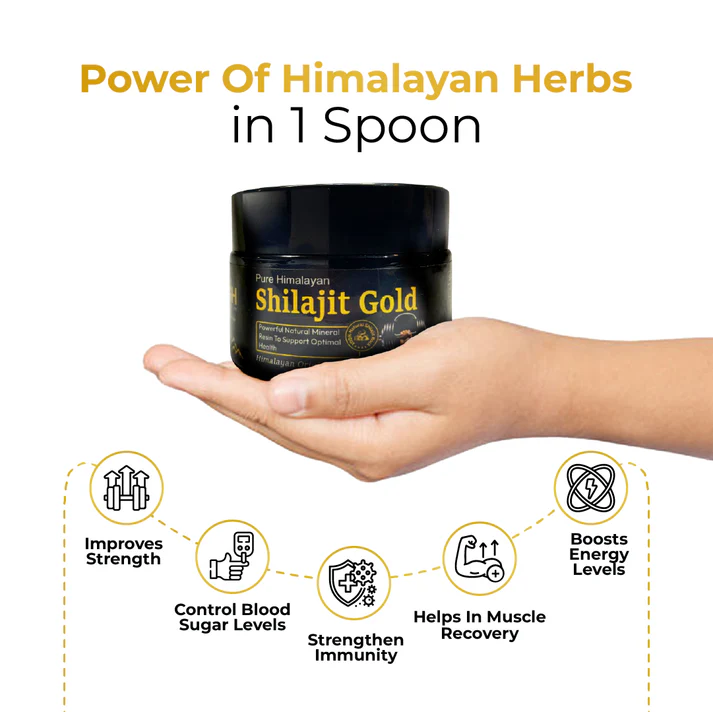 Power Of Himalayan Herbs
in 1 Spoon
Pure Himalayan
Shilajit Gold
Powerful Natural Mineral
Resin To Support Optimal
Health
Himalayan
Improves
Strength
Control Blood
Sugar Levels
Strengthen
Immunity
Helps In Muscle
Recovery
Boosts
Energy
Levels